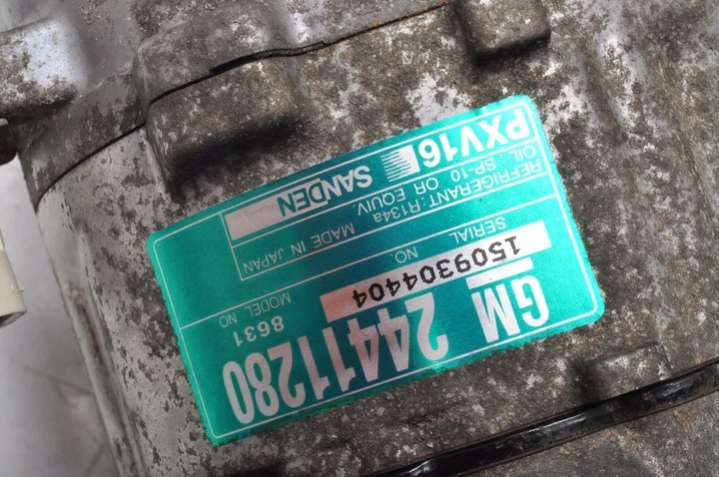 GM 24411280
SERIAL NO 1509304404 MODEL NO 8631
REFRIGERANT: R134a MADE IN JAPAN
OIL: SP-10 OR EQUIV.
PXV16 SANDEN